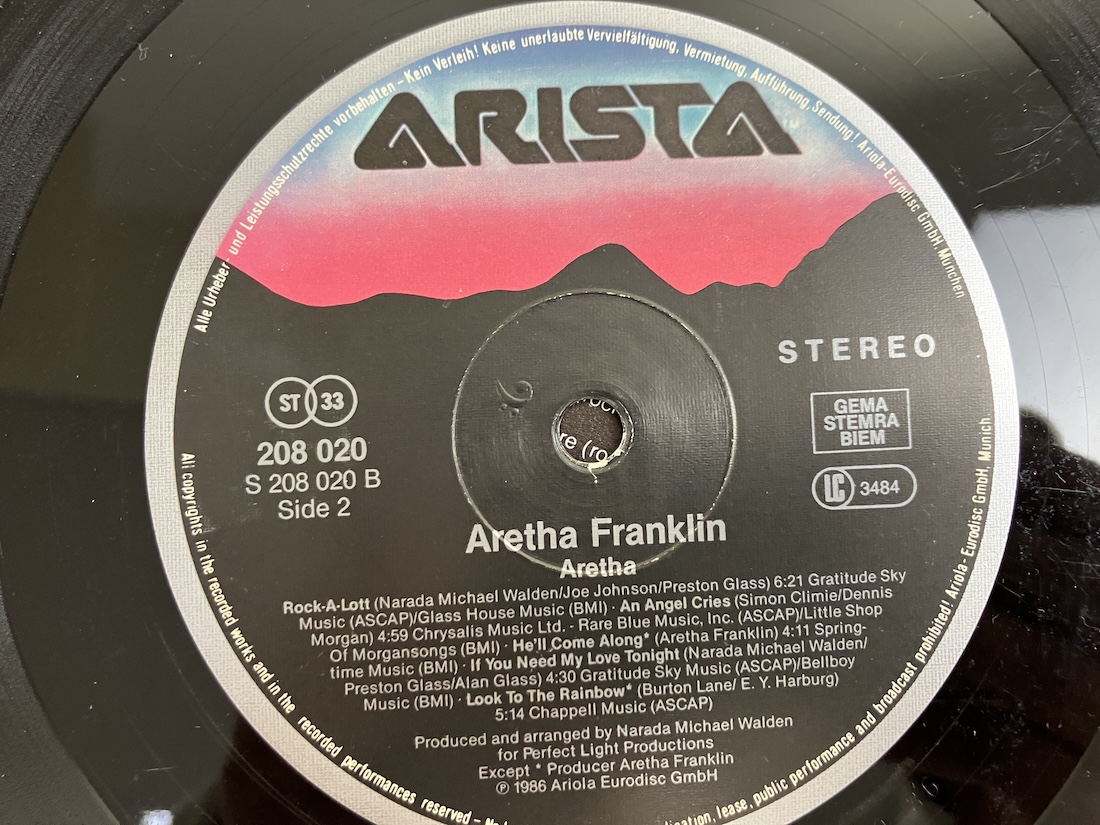 Alle Urheber- und Leistungsschutzrechte vorbehalten – Kein Verleih! Keine unerlaubte Vervielfältigung, Vermietung, Aufführung, Sendung! Ariola-Eurodisc GmbH, München
ARISTA
STEREO
ST 33
208 020
S 208 020 B
Side 2
GEMA
STEMRA
BIEM
LC 3484
re (ro
Aretha Franklin
Aretha
Rock-A-Lott (Narada Michael Walden/Joe Johnson/Preston Glass) 6:21 Gratitude Sky
Music (ASCAP)/Glass House Music (BMI) · An Angel Cries (Simon Climie/Dennis
Morgan) 4:59 Chrysalis Music Ltd. - Rare Blue Music, Inc. (ASCAP)/Little Shop
Of Morgansongs (BMI) · He'll Come Along* (Aretha Franklin) 4:11 Spring-
time Music (BMI) · If You Need My Love Tonight (Narada Michael Walden/
Preston Glass/Alan Glass) 4:30 Gratitude Sky Music (ASCAP)/Bellboy
Music (BMI) · Look To The Rainbow* (Burton Lane/ E. Y. Harburg)
5:14 Chappell Music (ASCAP)
Produced and arranged by Narada Michael Walden
for Perfect Light Productions
Except * Producer Aretha Franklin
℗ 1986 Ariola Eurodisc GmbH
All copyrights in the recorded works and in the recorded performances reserved – lease, public performance and broadcast prohibited! Ariola-Eurodisc GmbH, Munich